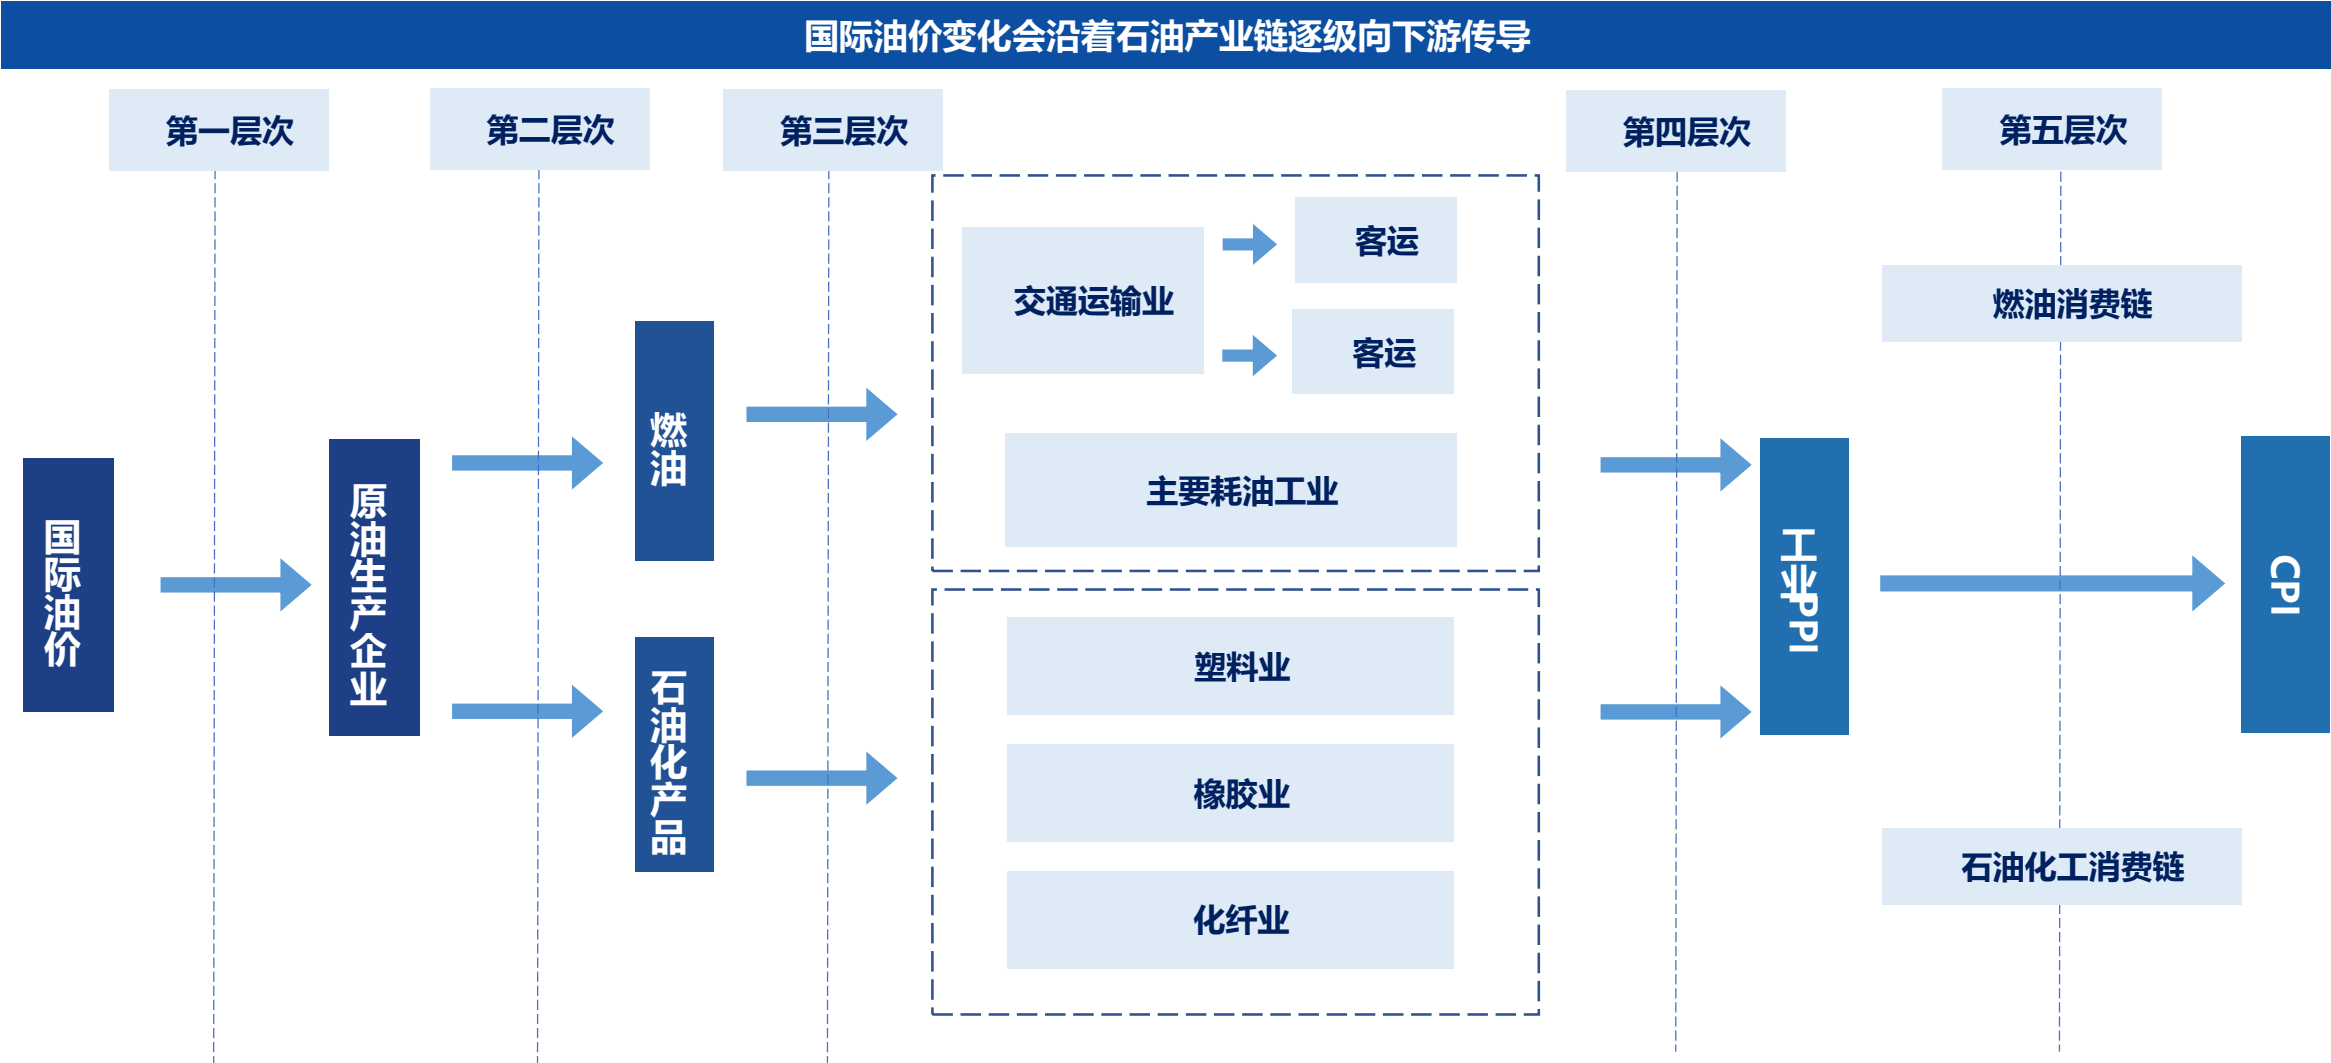 国际油价变化会沿着石油产业链逐级向下游传导
第一层次
第二层次
第三层次
第四层次
第五层次
国际油价
原油生产企业
燃油
石油化产品
交通运输业
客运
客运
主要耗油工业
塑料业
橡胶业
化纤业
工业PPI
燃油消费链
石油化工消费链
CPI